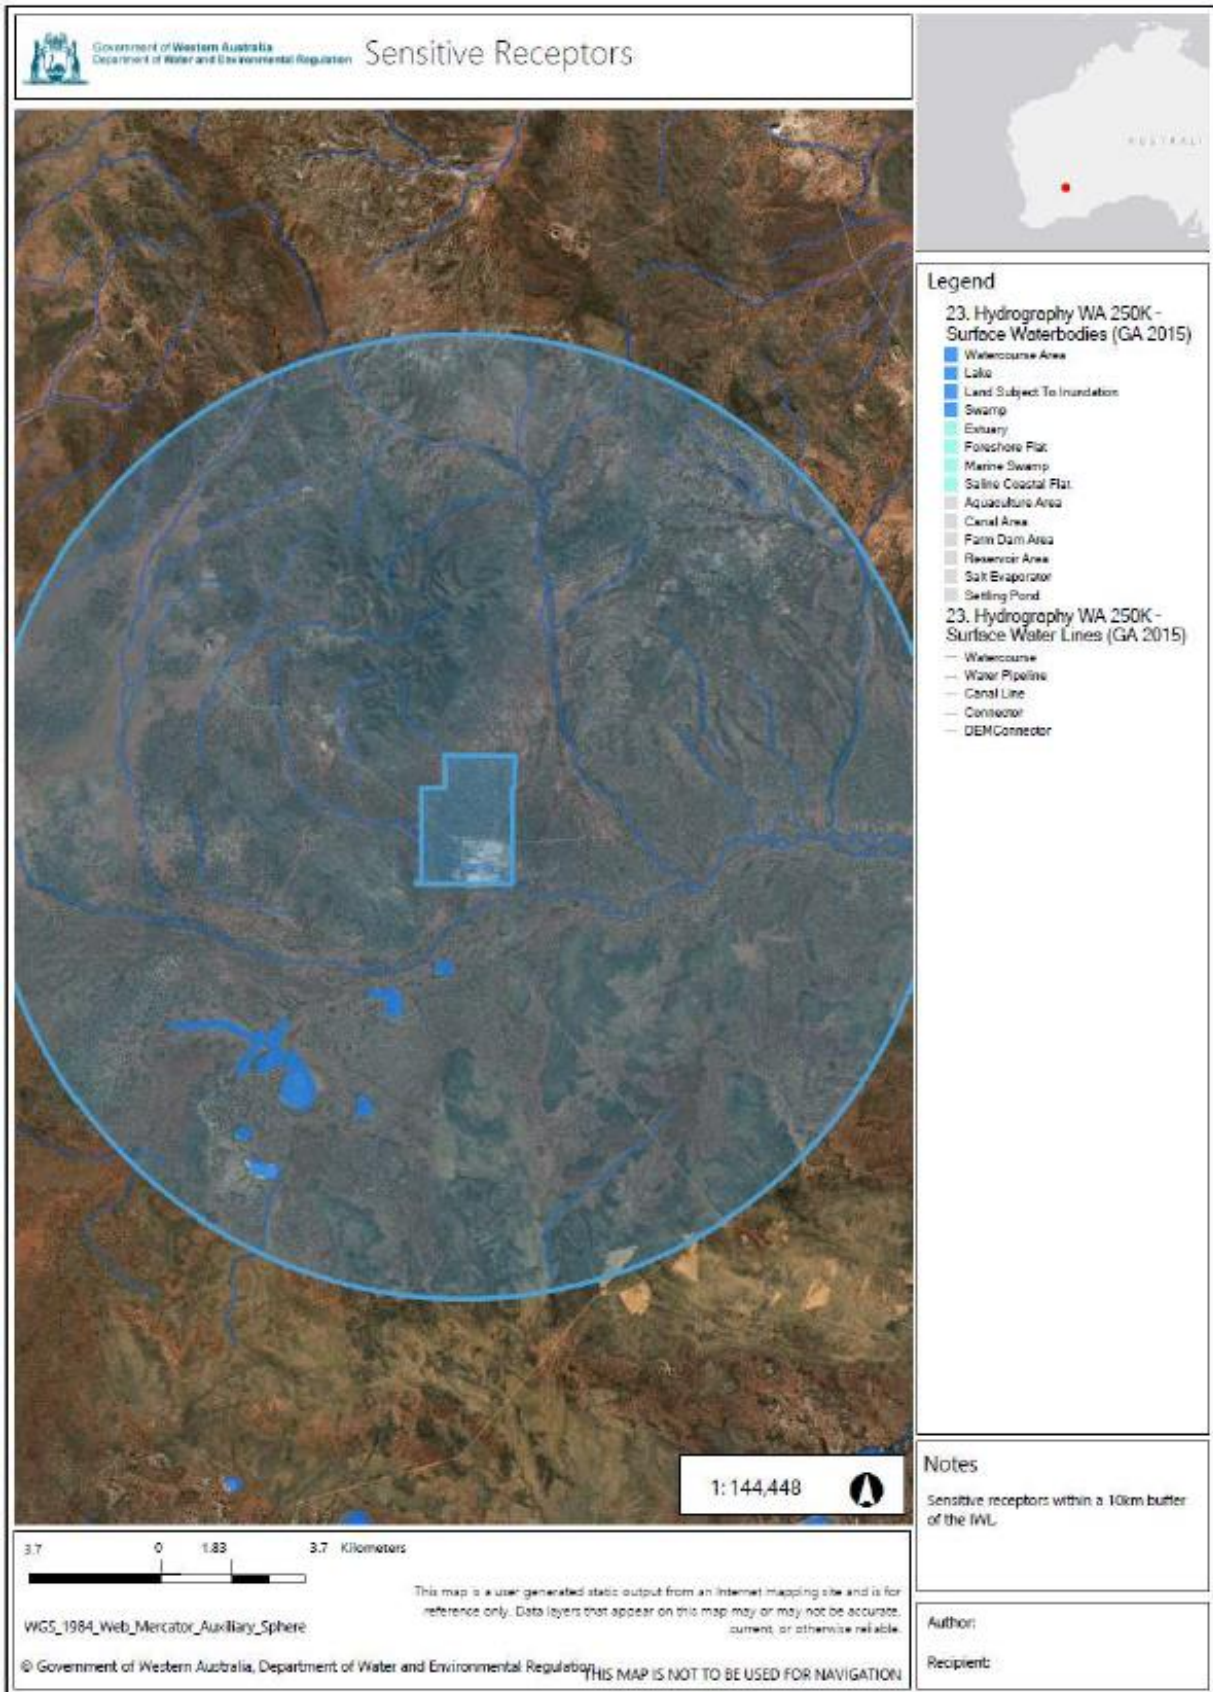 Government of Western Australia
Department of Water and Environmental Regulation
Sensitive Receptors
AUSTRALI
Legend
23. Hydrography WA 250K -
Surface Waterbodies (GA 2015)
Watercourse Area
Lake
Land Subject To Inundation
Swamp
Estuary
Foreshore Flat
Marine Swamp
Saline Coastal Flat
Aquaculture Area
Canal Area
Farm Dam Area
Reservoir Area
Salt Evaporator
Settling Pond
23. Hydrography WA 250K -
Surface Water Lines (GA 2015)
Watercourse
Water Pipeline
Canal Line
Connector
DEMConnector
1: 144,448
Notes
Sensitive receptors within a 10km buffer
of the IWL.
3.7 0 1.83 3.7 Kilometers
This map is a user generated static output from an Internet mapping site and is for
reference only. Data layers that appear on this map may or may not be accurate,
current, or otherwise reliable.
WGS_1984_Web_Mercator_Auxiliary_Sphere
© Government of Western Australia, Department of Water and Environmental Regulation
THIS MAP IS NOT TO BE USED FOR NAVIGATION
Author:
Recipient: